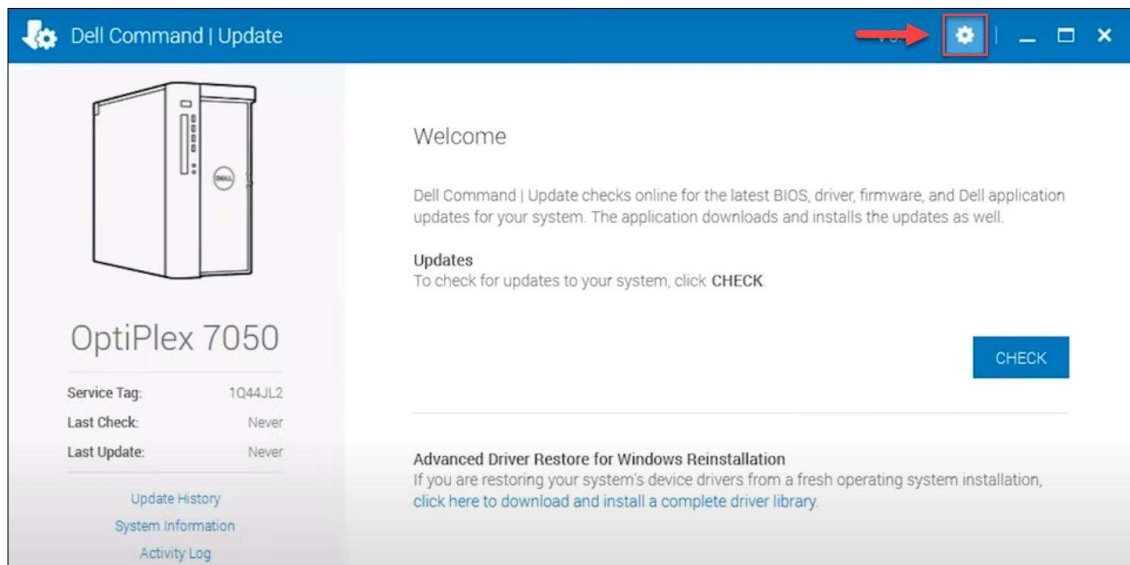 Dell Command | Update
DELL
OptiPlex 7050
Service Tag: 1Q44JL2
Last Check: Never
Last Update: Never
Update History
System Information
Activity Log
Welcome
Dell Command | Update checks online for the latest BIOS, driver, firmware, and Dell application
updates for your system. The application downloads and installs the updates as well.
Updates
To check for updates to your system, click CHECK.
CHECK
Advanced Driver Restore for Windows Reinstallation
If you are restoring your system's device drivers from a fresh operating system installation,
click here to download and install a complete driver library.